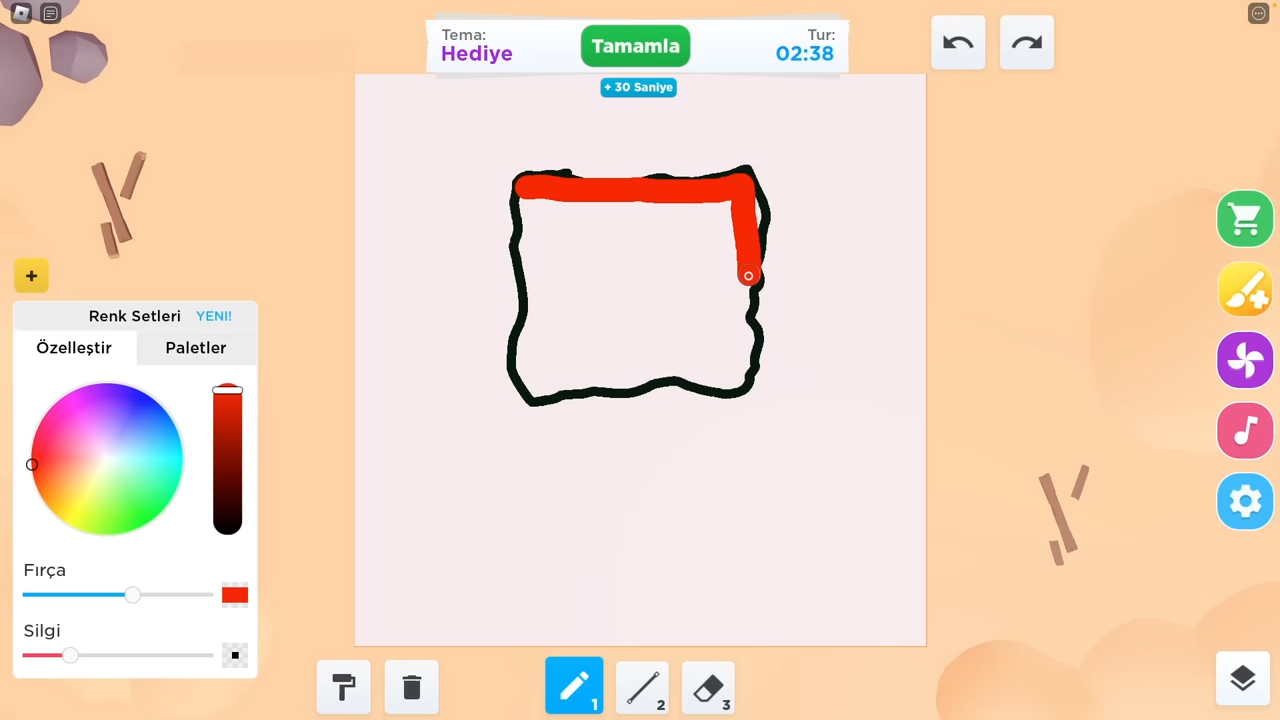 Tema:
Hediye
Tamamla
Tur:
02:38
+ 30 Saniye
+
Renk Setleri YENI!
Özelleştir Paletler
Fırça
Silgi
1
2
3